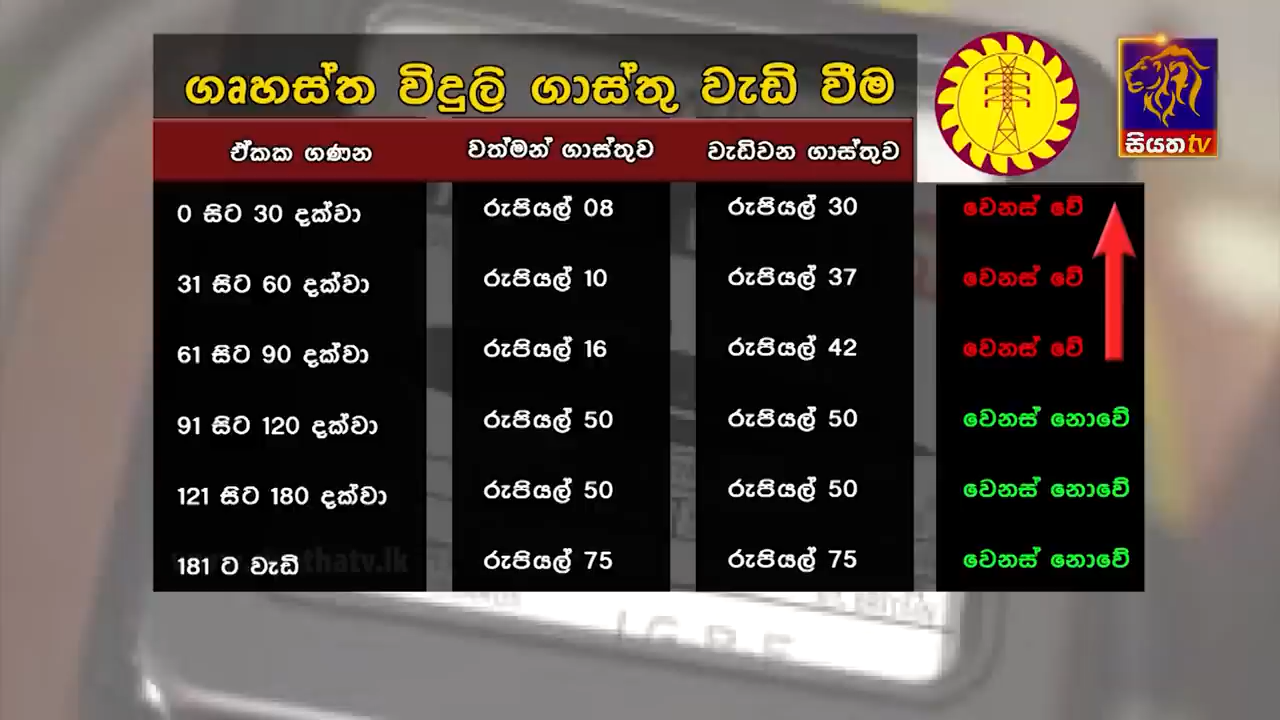 ගෘහස්ත විදුලි ගාස්තු වැඩි වීම
සියත tv
ඒකක ගණන වත්මන් ගාස්තුව වැඩිවන ගාස්තුව
0 සිට 30 දක්වා රුපියල් 08 රුපියල් 30 වෙනස් වේ
31 සිට 60 දක්වා රුපියල් 10 රුපියල් 37 වෙනස් වේ
61 සිට 90 දක්වා රුපියල් 16 රුපියල් 42 වෙනස් වේ
91 සිට 120 දක්වා රුපියල් 50 රුපියල් 50 වෙනස් නොවේ
121 සිට 180 දක්වා රුපියල් 50 රුපියල් 50 වෙනස් නොවේ
181 ට වැඩි රුපියල් 75 රුපියල් 75 වෙනස් නොවේ